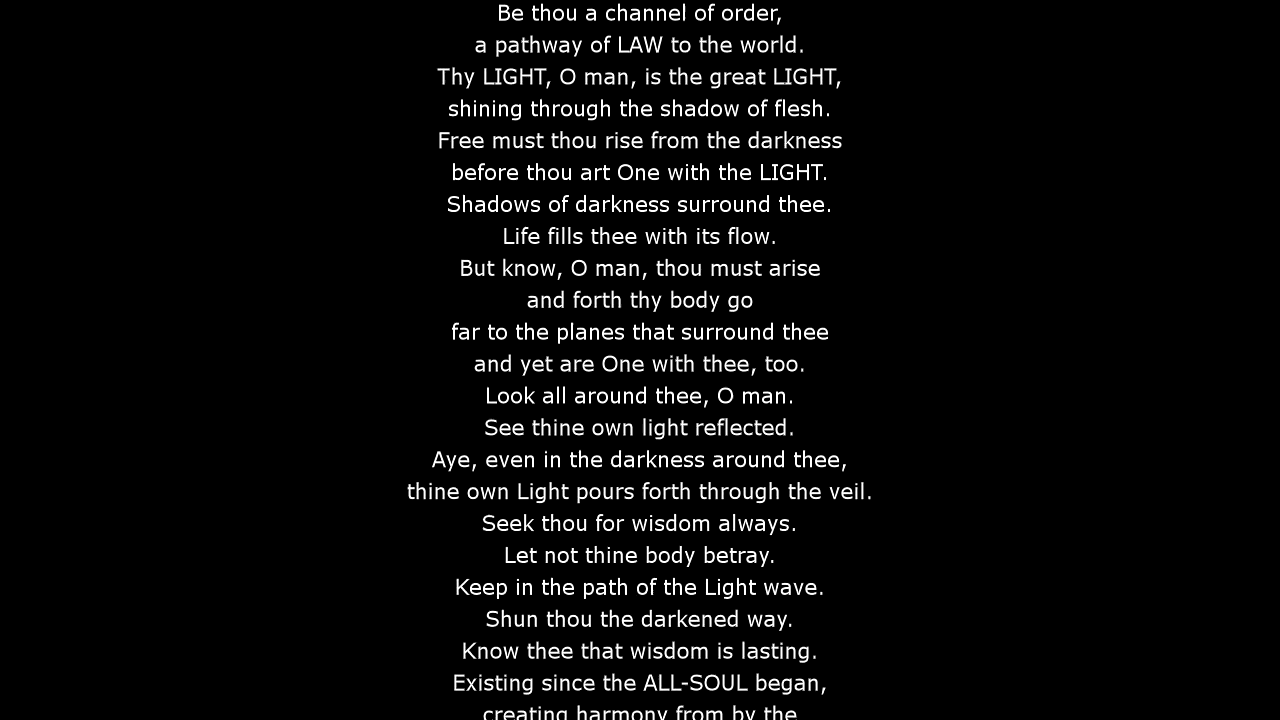 Be thou a channel of order,
a pathway of LAW to the world.
Thy LIGHT, O man, is the great LIGHT,
shining through the shadow of flesh.
Free must thou rise from the darkness
before thou art One with the LIGHT.
Shadows of darkness surround thee.
Life fills thee with its flow.
But know, O man, thou must arise
and forth thy body go
far to the planes that surround thee
and yet are One with thee, too.
Look all around thee, O man.
See thine own light reflected.
Aye, even in the darkness around thee,
thine own Light pours forth through the veil.
Seek thou for wisdom always.
Let not thine body betray.
Keep in the path of the Light wave.
Shun thou the darkened way.
Know thee that wisdom is lasting.
Existing since the ALL-SOUL began,
creating harmony from by the